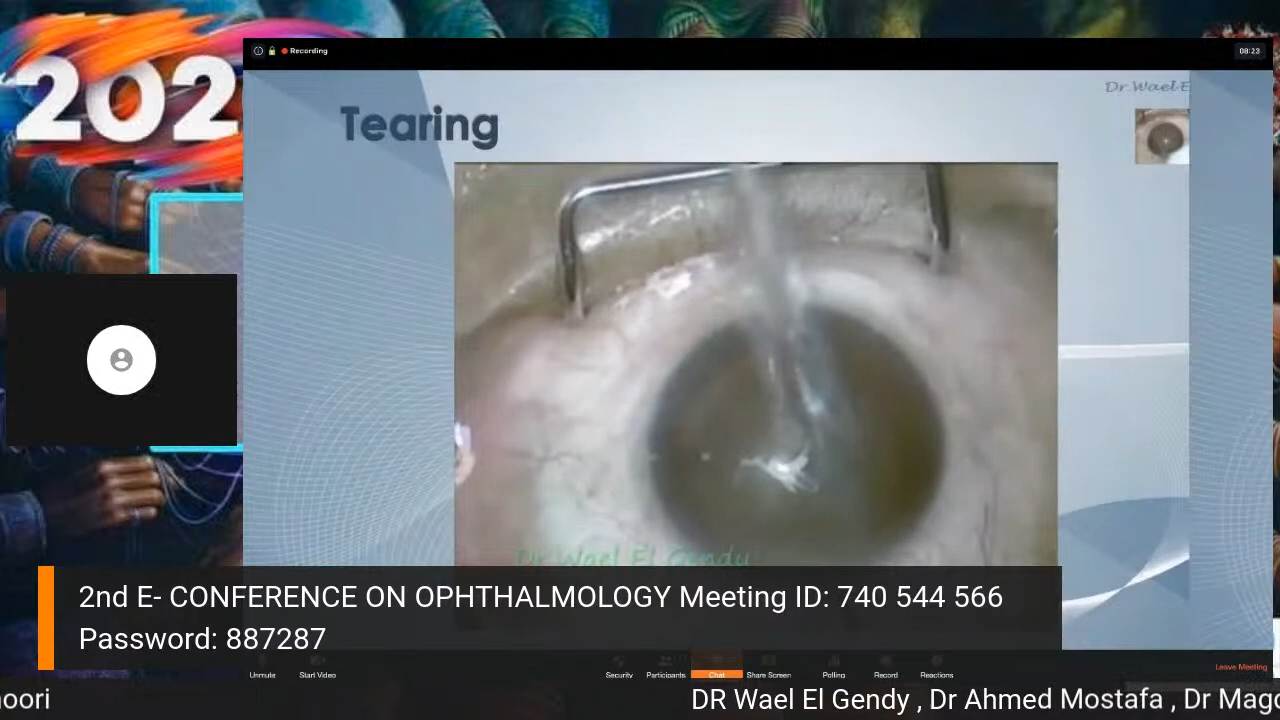 202
Recording
08:23
Dr.Wael E
Tearing
Dr Wael El Gendy
2nd E- CONFERENCE ON OPHTHALMOLOGY Meeting ID: 740 544 566
Password: 887287
Unmute Start Video Security Participants Chat Share Screen Polling Record Reactions Leave Meeting
noori DR Wael El Gendy , Dr Ahmed Mostafa , Dr Magd